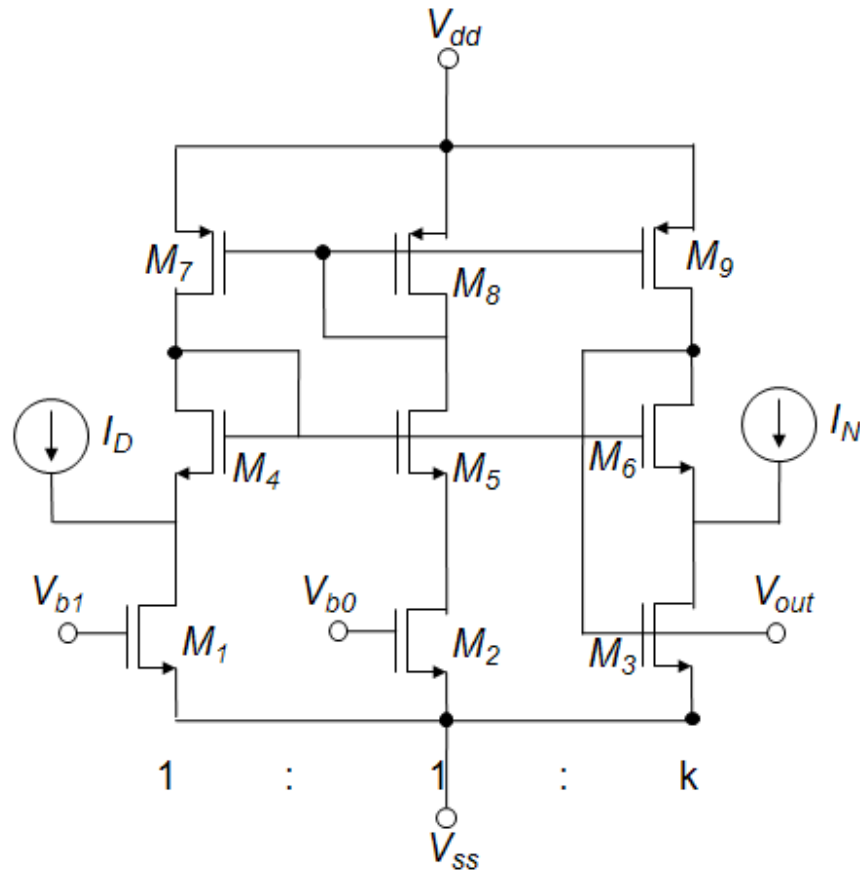 Vdd
M7 M8 M9
ID M4 M5 M6 IN
Vb1 M1 Vb0 M2 M3 Vout
1 : 1 : k
Vss